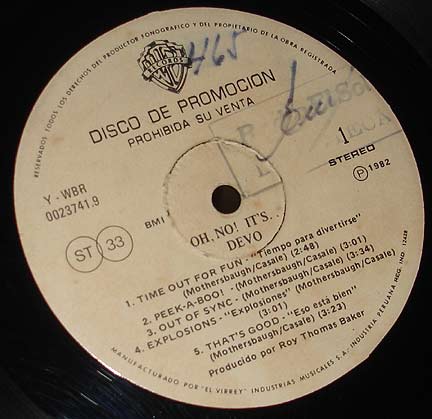 RESERVADOS TODOS LOS DERECHOS DEL PRODUCTOR FONOGRAFICO Y DEL PROPIETARIO DE LA OBRA REGISTRADA
RECORDS
465
DISCO DE PROMOCION
PROHIBIDA SU VENTA
Y - WBR
0023741.9
BMI
1
STEREO
Ⓟ 1982
ST 33
OH, NO! IT'S...
DEVO
1. TIME OUT FOR FUN - "Tiempo para divertirse"
(Mothersbaugh/Casale) (2:48)
2. PEEK-A-BOO! - (Mothersbaugh/Casale) (3:01)
3. OUT OF SYNC - (Mothersbaugh/Casale) (3:34)
4. EXPLOSIONS - "Explosiones" (Mothersbaugh/Casale)
(3:01)
5. THAT'S GOOD - "Eso está bien"
(Mothersbaugh/Casale) (3:23)
Producido por Roy Thomas Baker
MANUFACTURADO POR "EL VIRREY" INDUSTRIAS MUSICALES S.A. INDUSTRIA PERUANA REG. IND. 12428